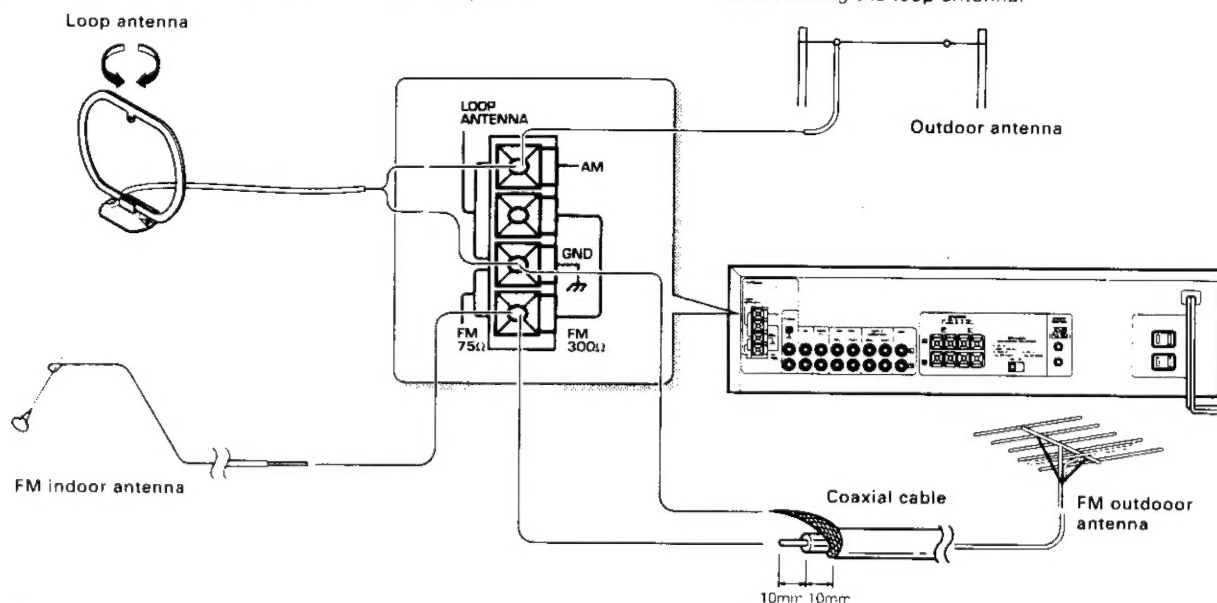 Loop antenna
LOOP
ANTENNA
AM
GND
FM
75Ω
FM
300Ω
Outdoor antenna
FM indoor antenna
Coaxial cable
FM outdooor
antenna
10mm 10mm